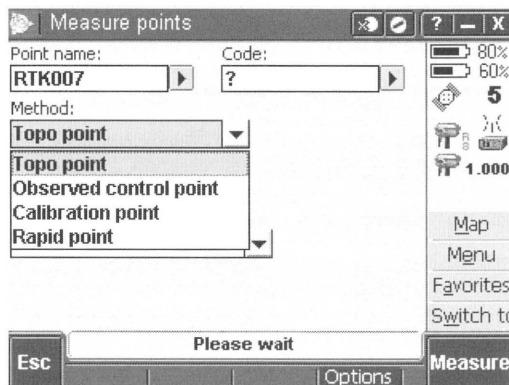 Measure points
? — X
Point name:
Code:
RTK007
?
Method:
Topo point
Topo point
Observed control point
Calibration point
Rapid point
80%
60%
5
1.000
Map
Menu
Favorites
Switch to
Please wait
Esc
Options
Measure